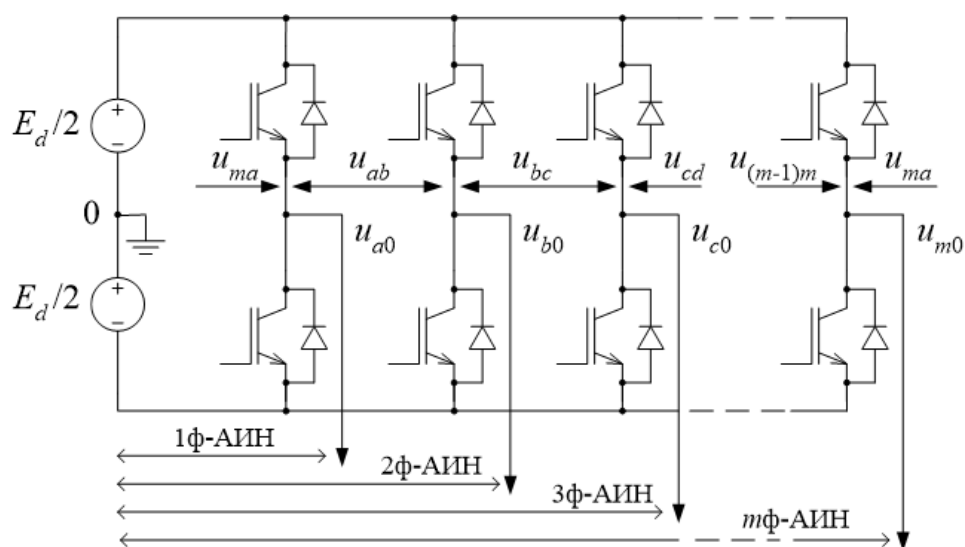 +
E_d/2
−
u_ma
u_ab
u_bc
u_cd
u_(m-1)m
u_ma
0
u_a0
u_b0
u_c0
u_m0
+
E_d/2
−
1ф-АИН
2ф-АИН
3ф-АИН
mф-АИН